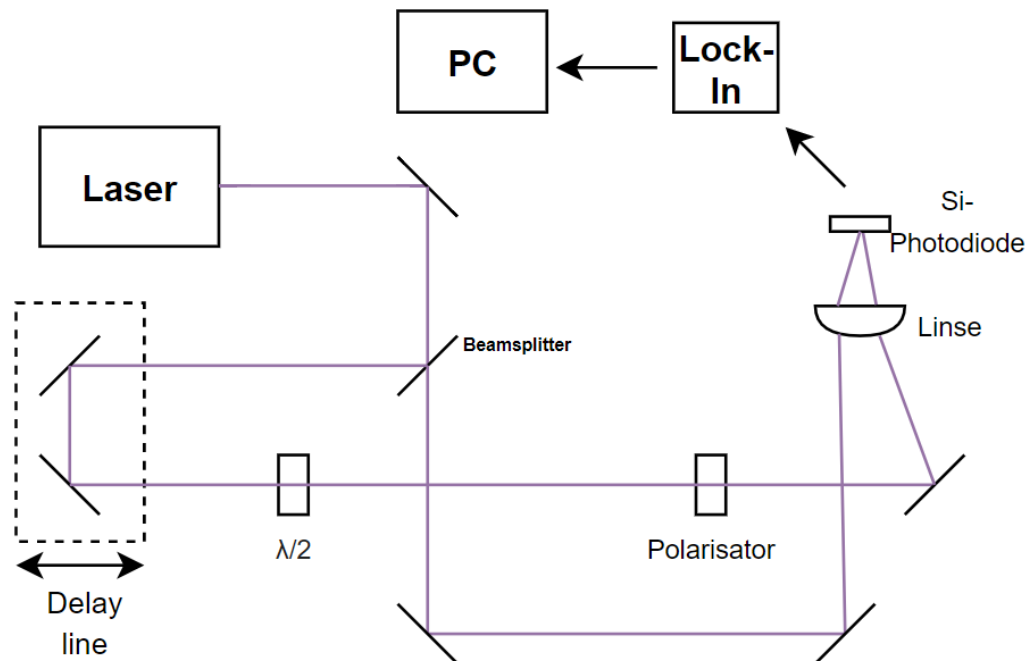 PC
Lock-
In
Laser
Si-
Photodiode
Linse
Beamsplitter
λ/2
Polarisator
Delay
line